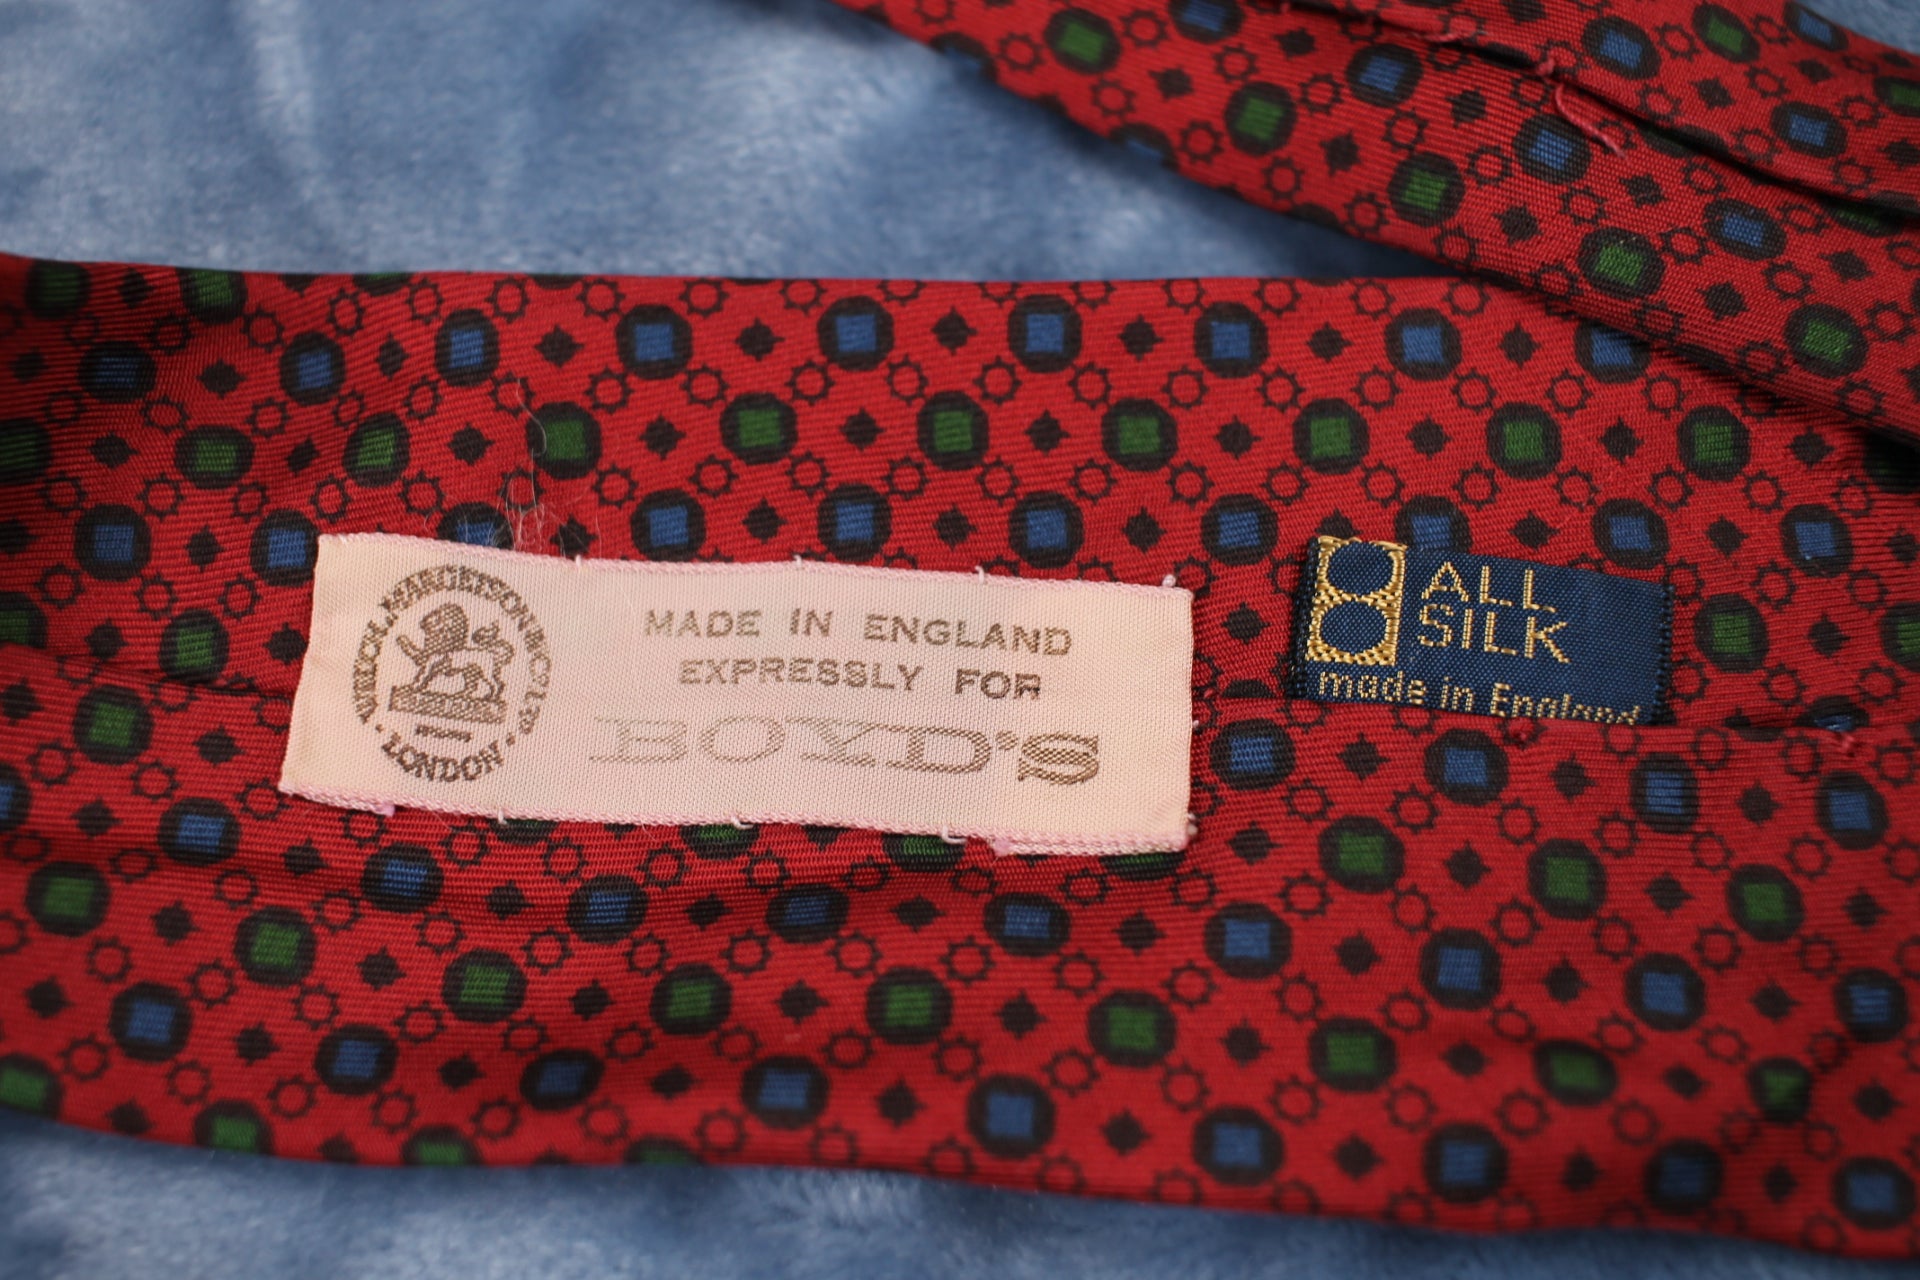 WELCH, MARGETSON & CO LTD
· LONDON ·
MADE IN ENGLAND
EXPRESSLY FOR
BOYD'S
ALL
SILK
made in England